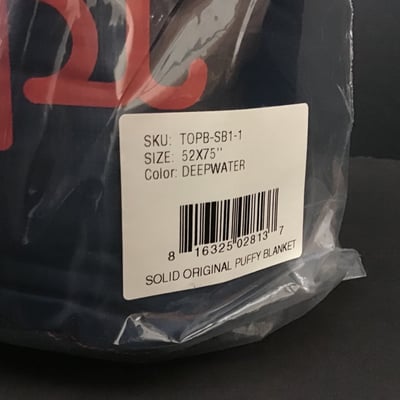 SKU: TOPB-SB1-1
SIZE: 52X75"
Color: DEEPWATER
8 16325 02813 7
SOLID ORIGINAL PUFFY BLANKET